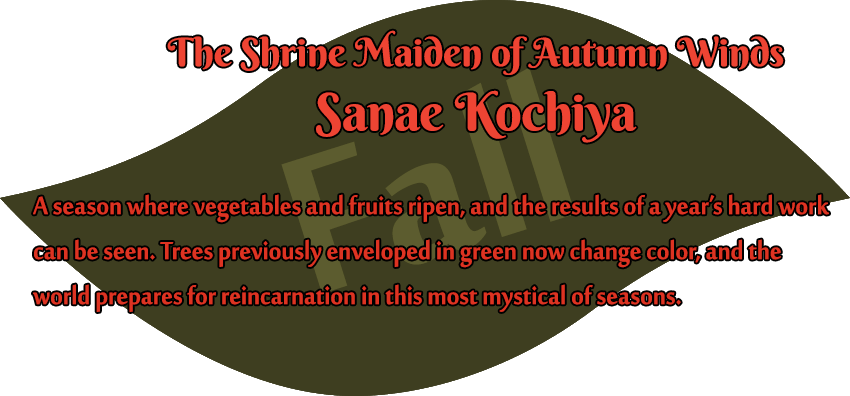 The Shrine Maiden of Autumn Winds
Sanae Kochiya
Fall
A season where vegetables and fruits ripen, and the results of a year's hard work
can be seen. Trees previously enveloped in green now change color, and the
world prepares for reincarnation in this most mystical of seasons.